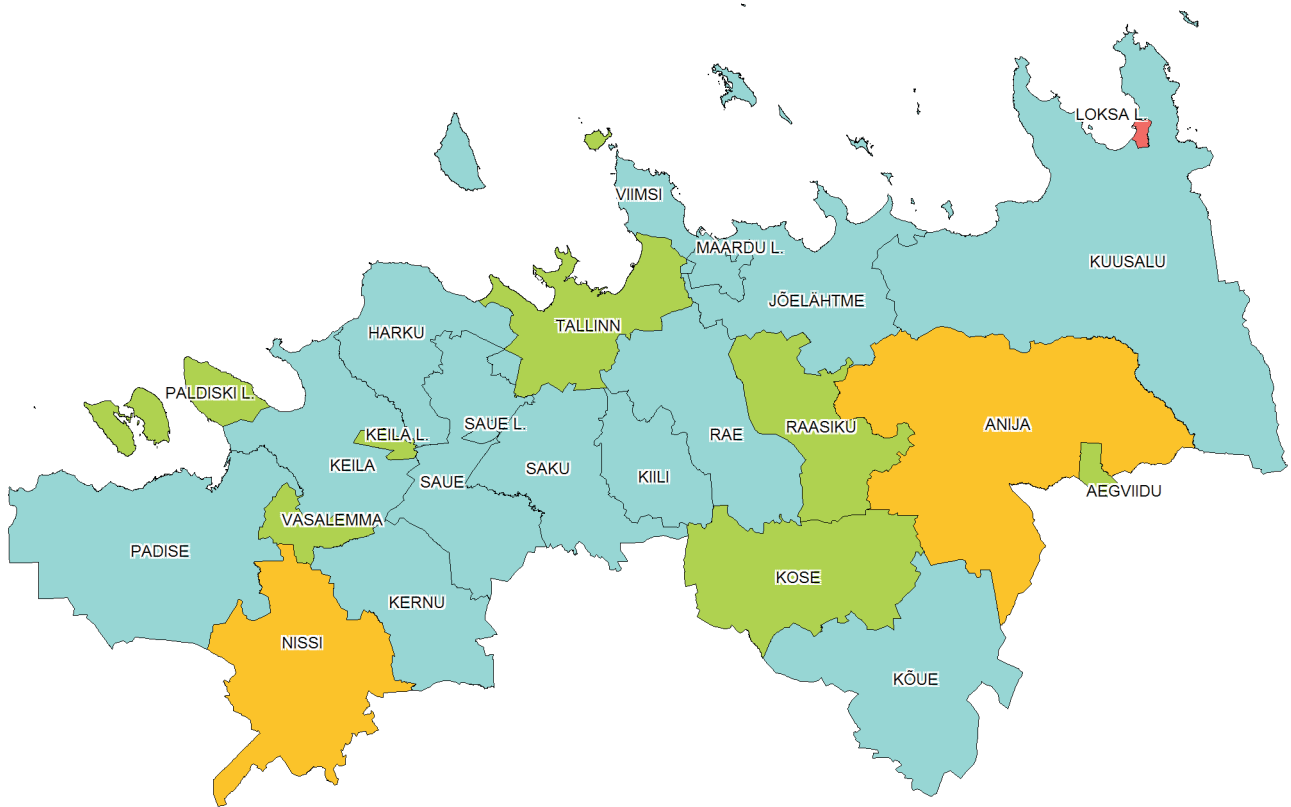 LOKSA L.
VIIMSI
MAARDU L.
KUUSALU
JÕELÄHTME
TALLINN
HARKU
PALDISKI L.
SAUE L.
ANIJA
RAASIKU
KEILA L.
RAE
KEILA
SAKU
KIILI
SAUE
AEGVIIDU
VASALEMMA
PADISE
KOSE
KERNU
NISSI
KÕUE